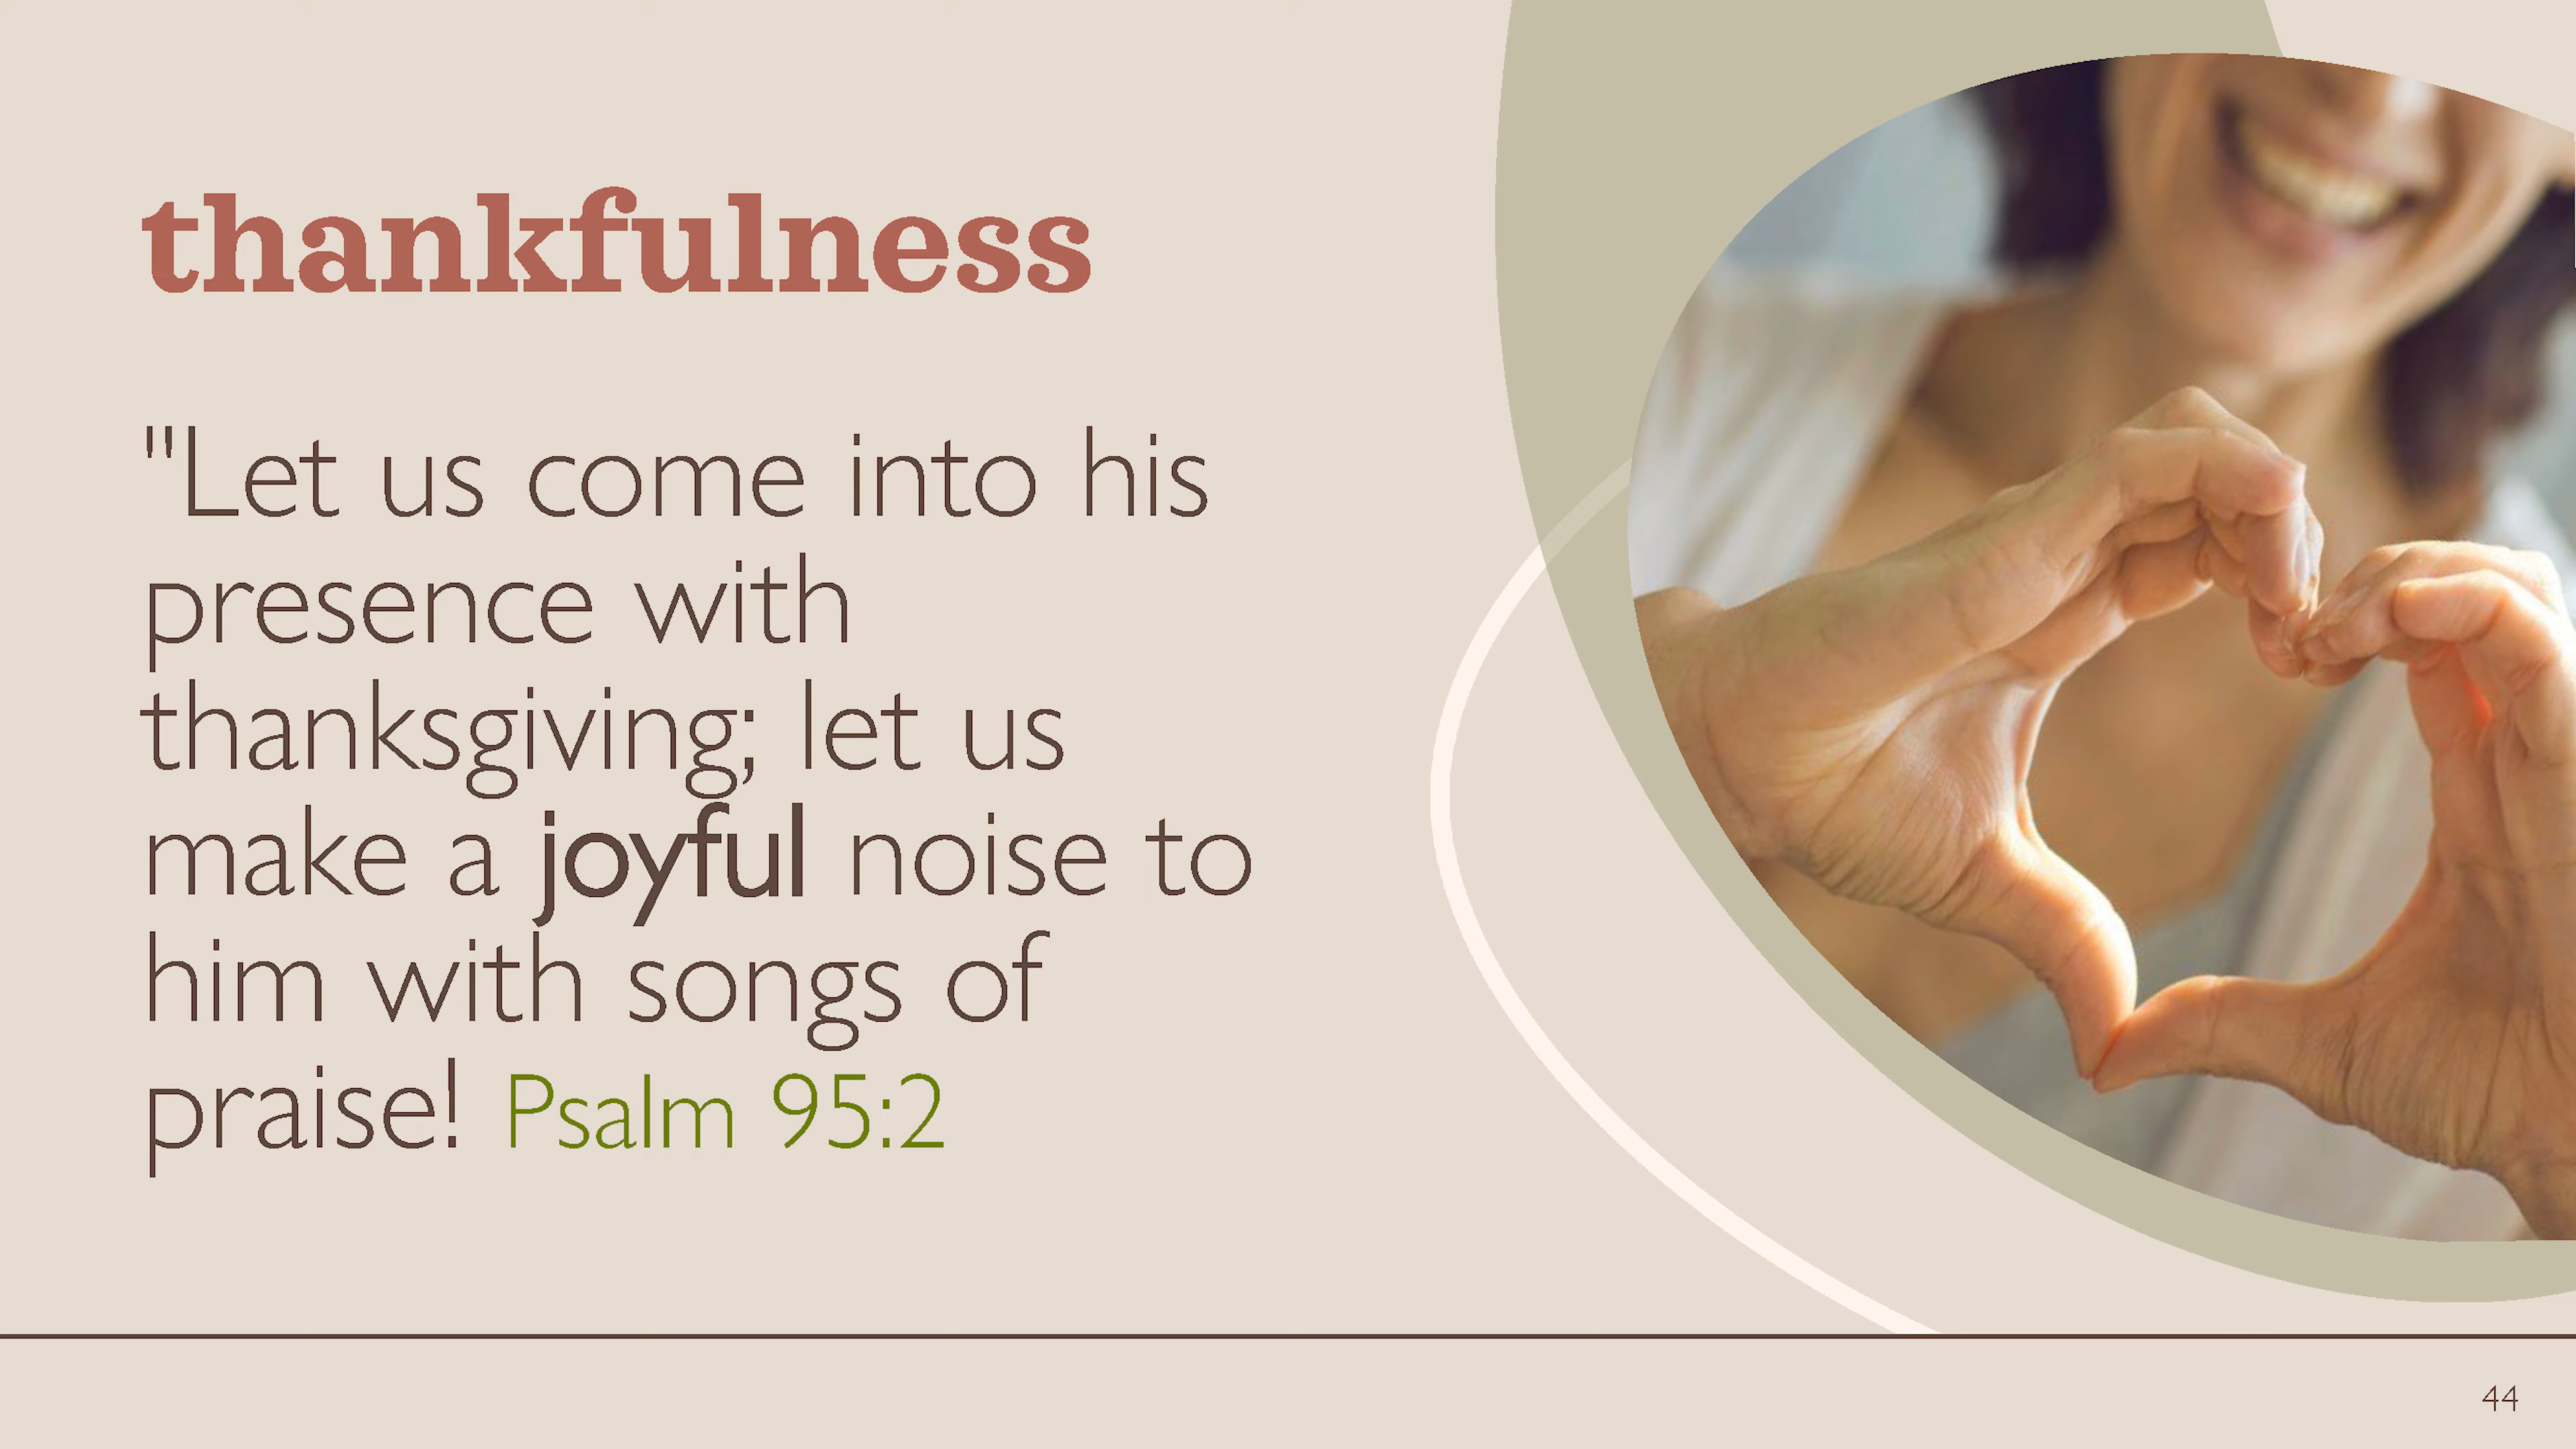 thankfulness
"Let us come into his
presence with
thanksgiving; let us
make a joyful noise to
him with songs of
praise! Psalm 95:2
44